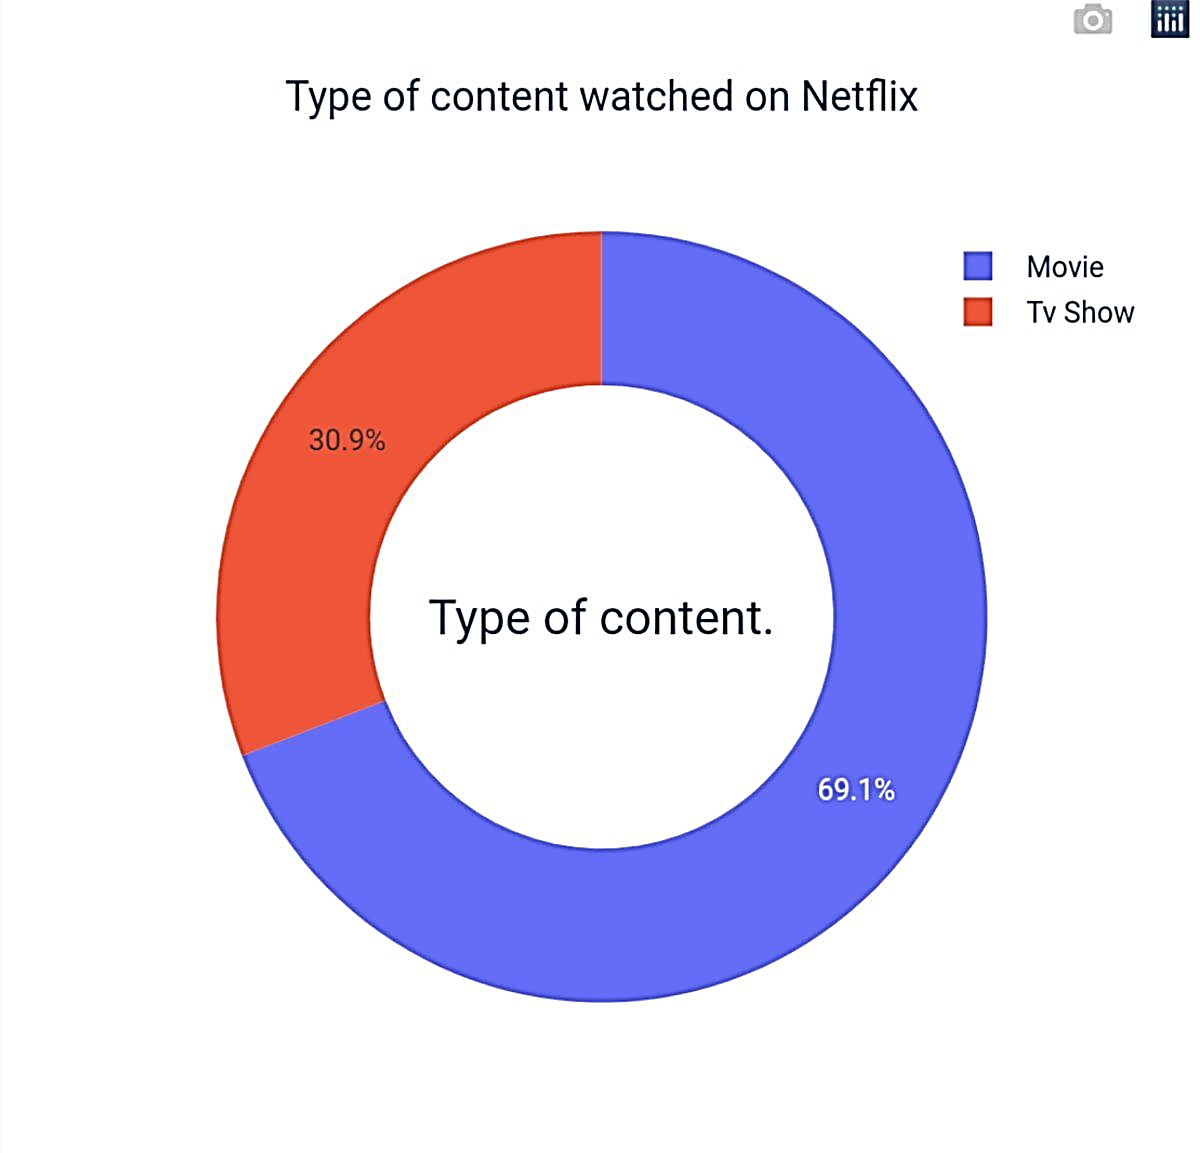 Type of content watched on Netflix
Movie
Tv Show
30.9%
Type of content.
69.1%